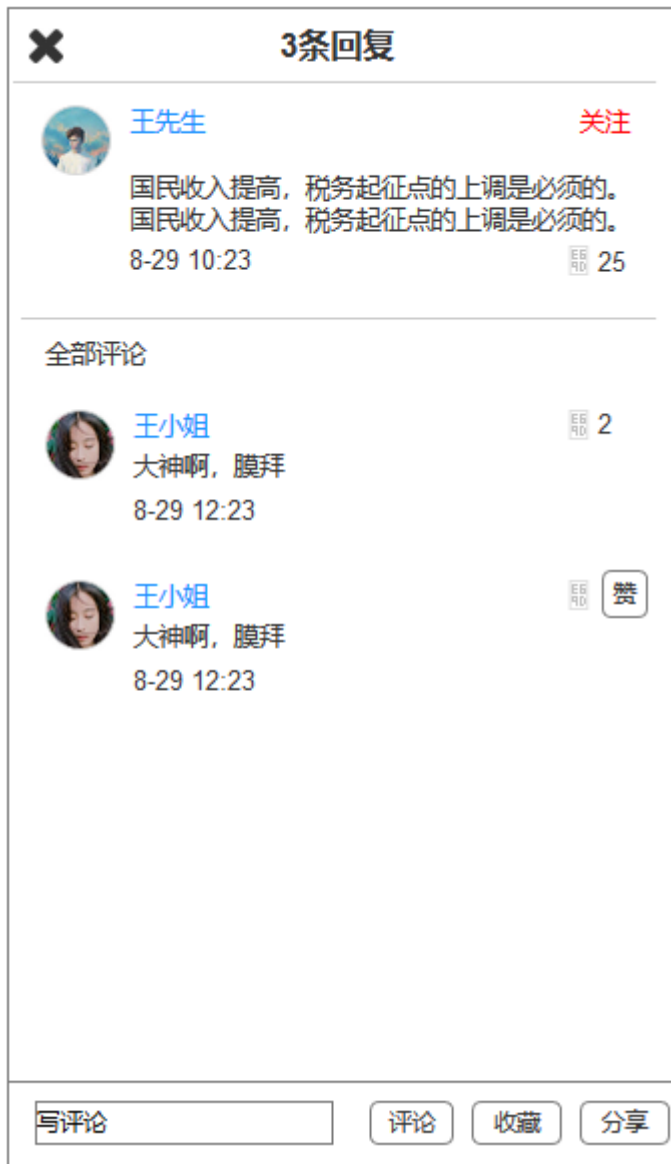 3条回复
王先生 关注
国民收入提高，税务起征点的上调是必须的。
国民收入提高，税务起征点的上调是必须的。
8-29 10:23 25
全部评论
王小姐 2
大神啊，膜拜
8-29 12:23
王小姐 赞
大神啊，膜拜
8-29 12:23
写评论 评论 收藏 分享